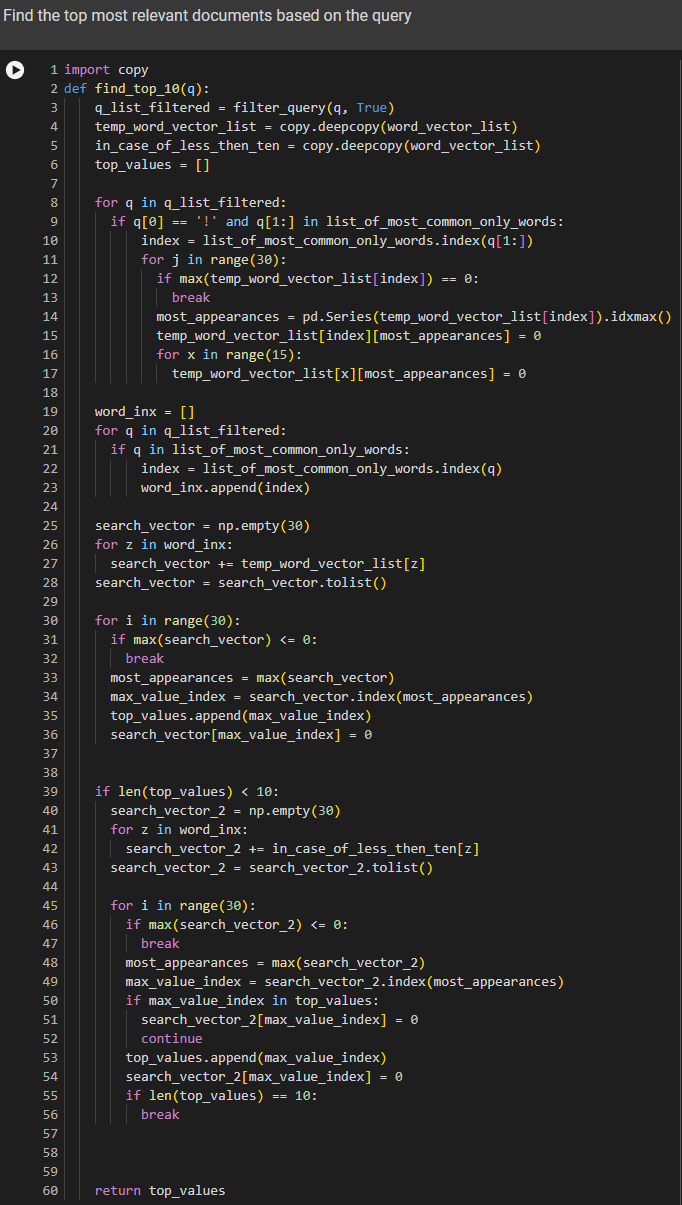 Find the top most relevant documents based on the query
1 import copy
2 def find_top_10(q):
3     q_list_filtered = filter_query(q, True)
4     temp_word_vector_list = copy.deepcopy(word_vector_list)
5     in_case_of_less_then_ten = copy.deepcopy(word_vector_list)
6     top_values = []
7
8     for q in q_list_filtered:
9       if q[0] == '!' and q[1:] in list_of_most_common_only_words:
10           index = list_of_most_common_only_words.index(q[1:])
11           for j in range(30):
12             if max(temp_word_vector_list[index]) == 0:
13               break
14             most_appearances = pd.Series(temp_word_vector_list[index]).idxmax()
15             temp_word_vector_list[index][most_appearances] = 0
16             for x in range(15):
17               temp_word_vector_list[x][most_appearances] = 0
18
19     word_inx = []
20     for q in q_list_filtered:
21       if q in list_of_most_common_only_words:
22           index = list_of_most_common_only_words.index(q)
23           word_inx.append(index)
24
25     search_vector = np.empty(30)
26     for z in word_inx:
27       search_vector += temp_word_vector_list[z]
28     search_vector = search_vector.tolist()
29
30     for i in range(30):
31       if max(search_vector) <= 0:
32         break
33       most_appearances = max(search_vector)
34       max_value_index = search_vector.index(most_appearances)
35       top_values.append(max_value_index)
36       search_vector[max_value_index] = 0
37
38
39     if len(top_values) < 10:
40       search_vector_2 = np.empty(30)
41       for z in word_inx:
42         search_vector_2 += in_case_of_less_then_ten[z]
43       search_vector_2 = search_vector_2.tolist()
44
45       for i in range(30):
46         if max(search_vector_2) <= 0:
47           break
48         most_appearances = max(search_vector_2)
49         max_value_index = search_vector_2.index(most_appearances)
50         if max_value_index in top_values:
51           search_vector_2[max_value_index] = 0
52           continue
53         top_values.append(max_value_index)
54         search_vector_2[max_value_index] = 0
55         if len(top_values) == 10:
56           break
57
58
59
60     return top_values